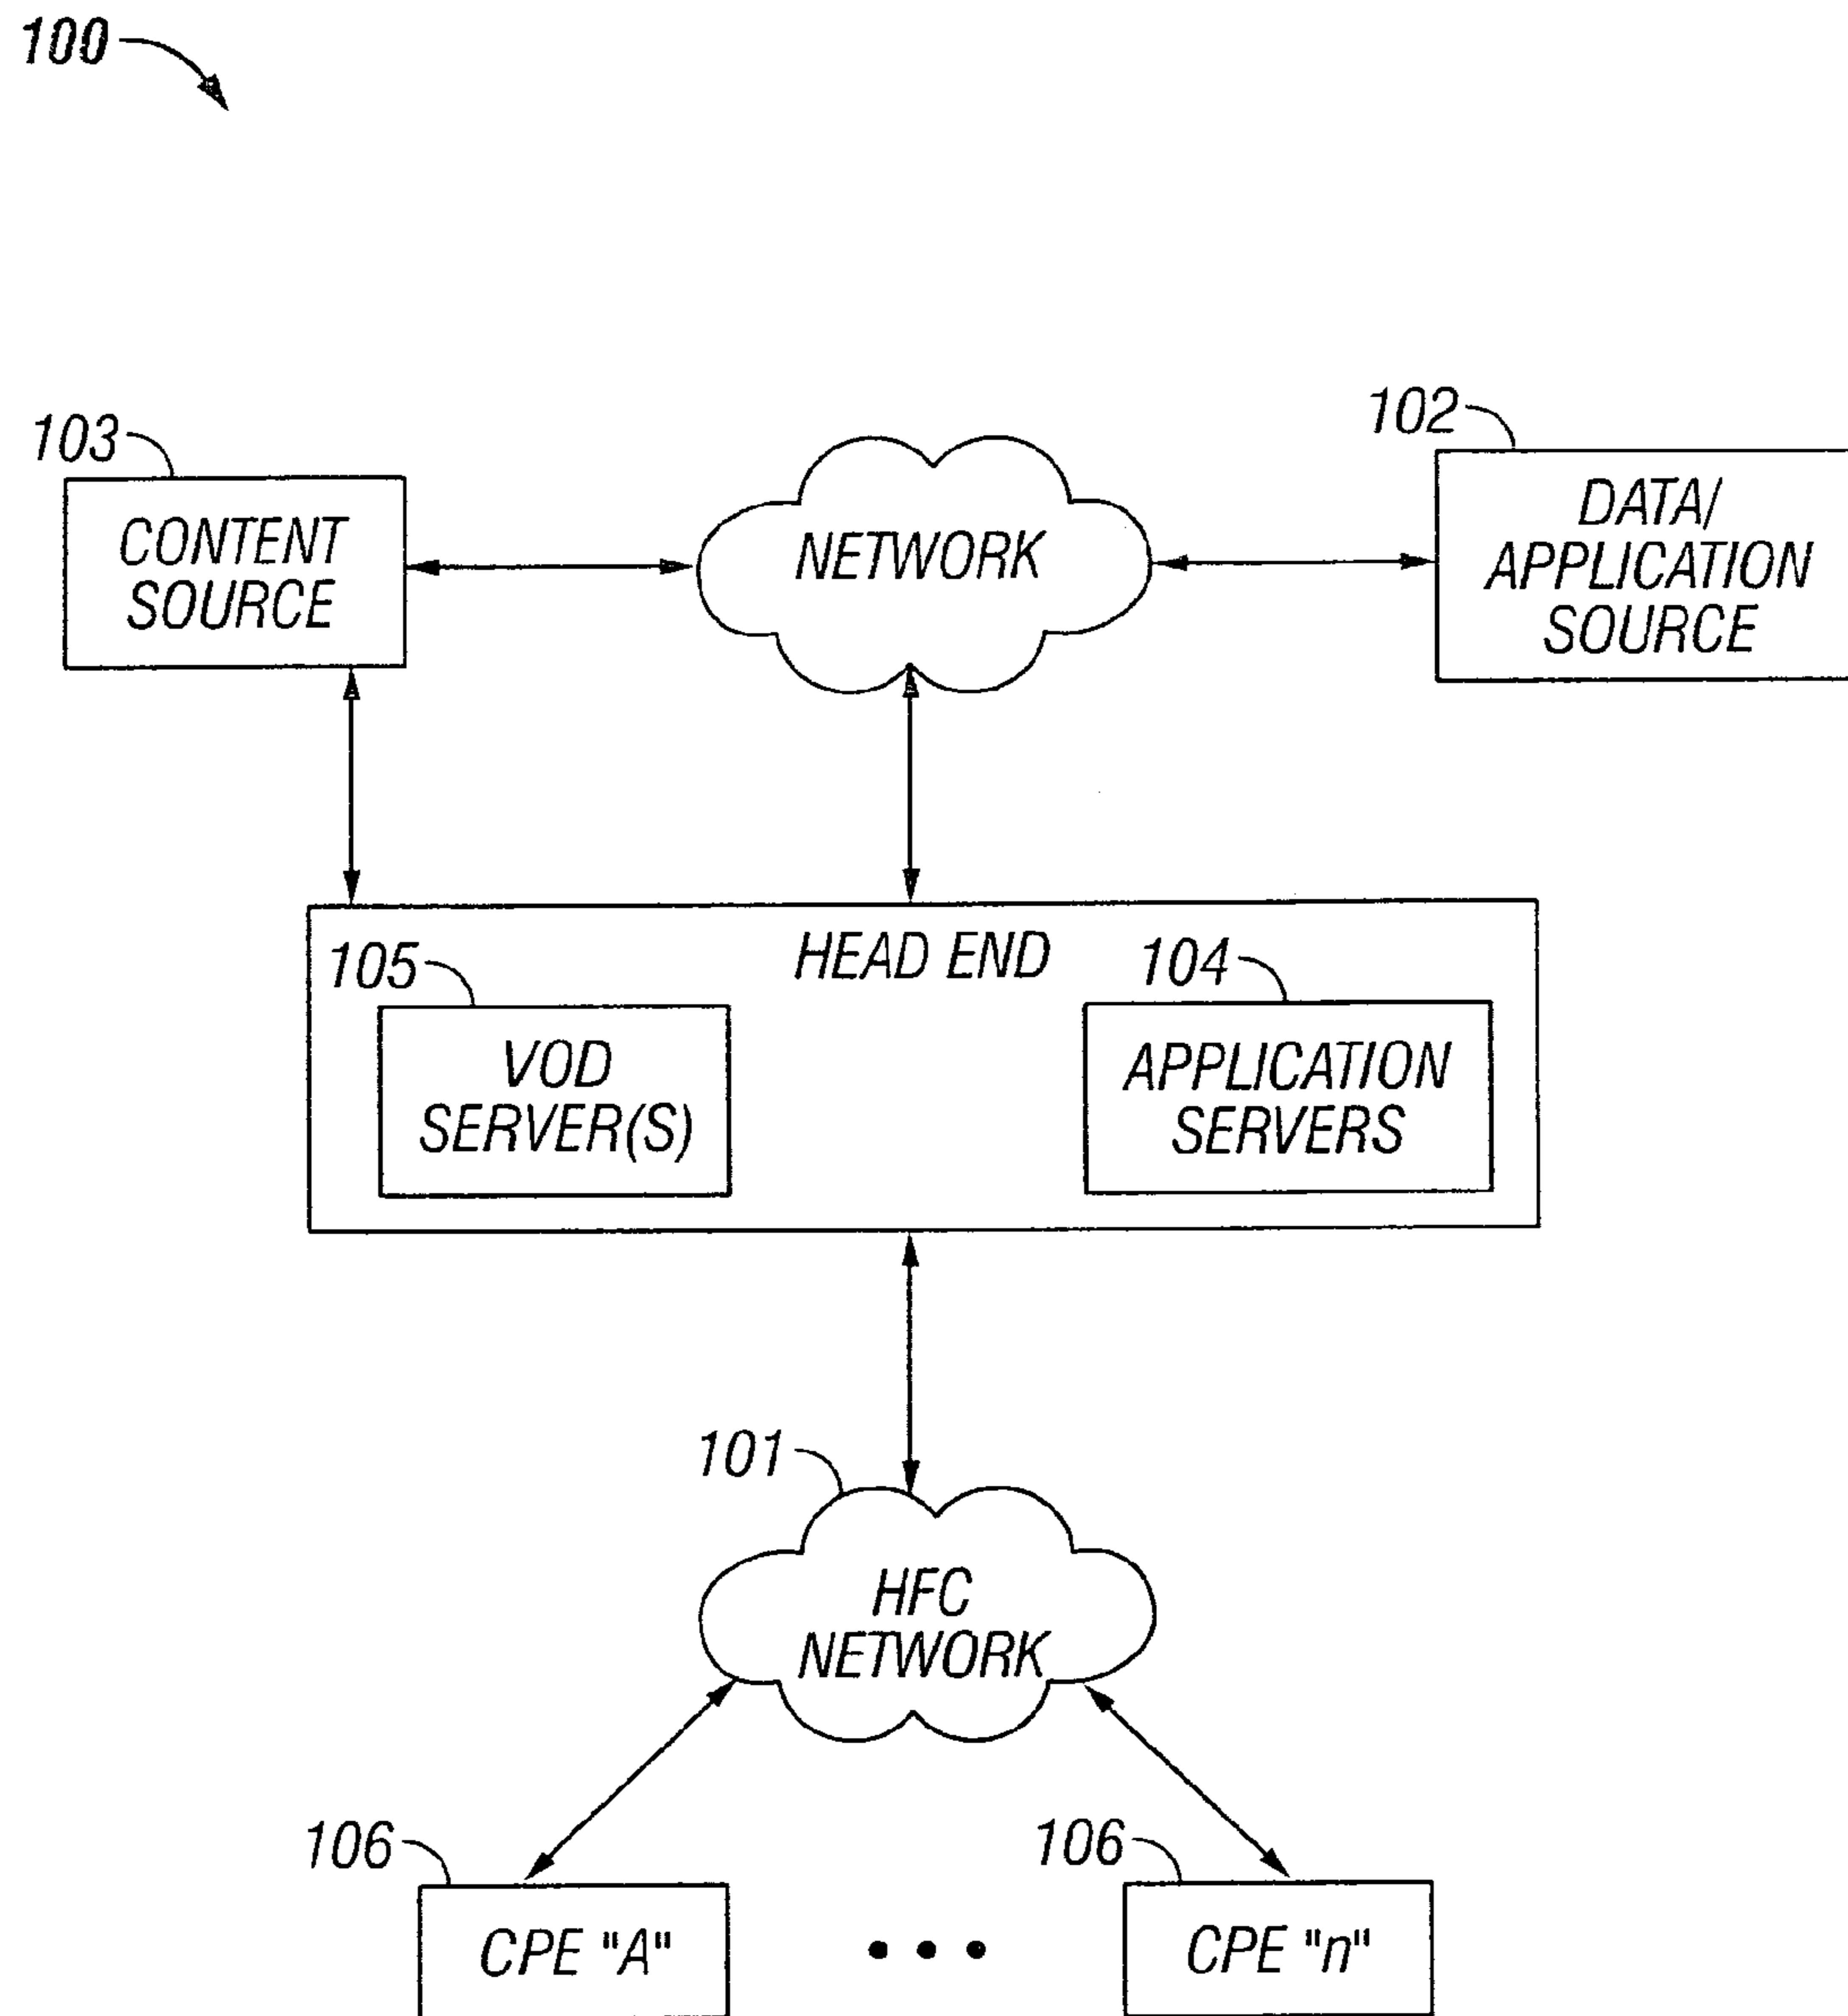 100
103
CONTENT
SOURCE
NETWORK
102
DATA/
APPLICATION
SOURCE
HEAD END
105
VOD
SERVER(S)
104
APPLICATION
SERVERS
101
HFC
NETWORK
106
CPE "A"
106
CPE "n"